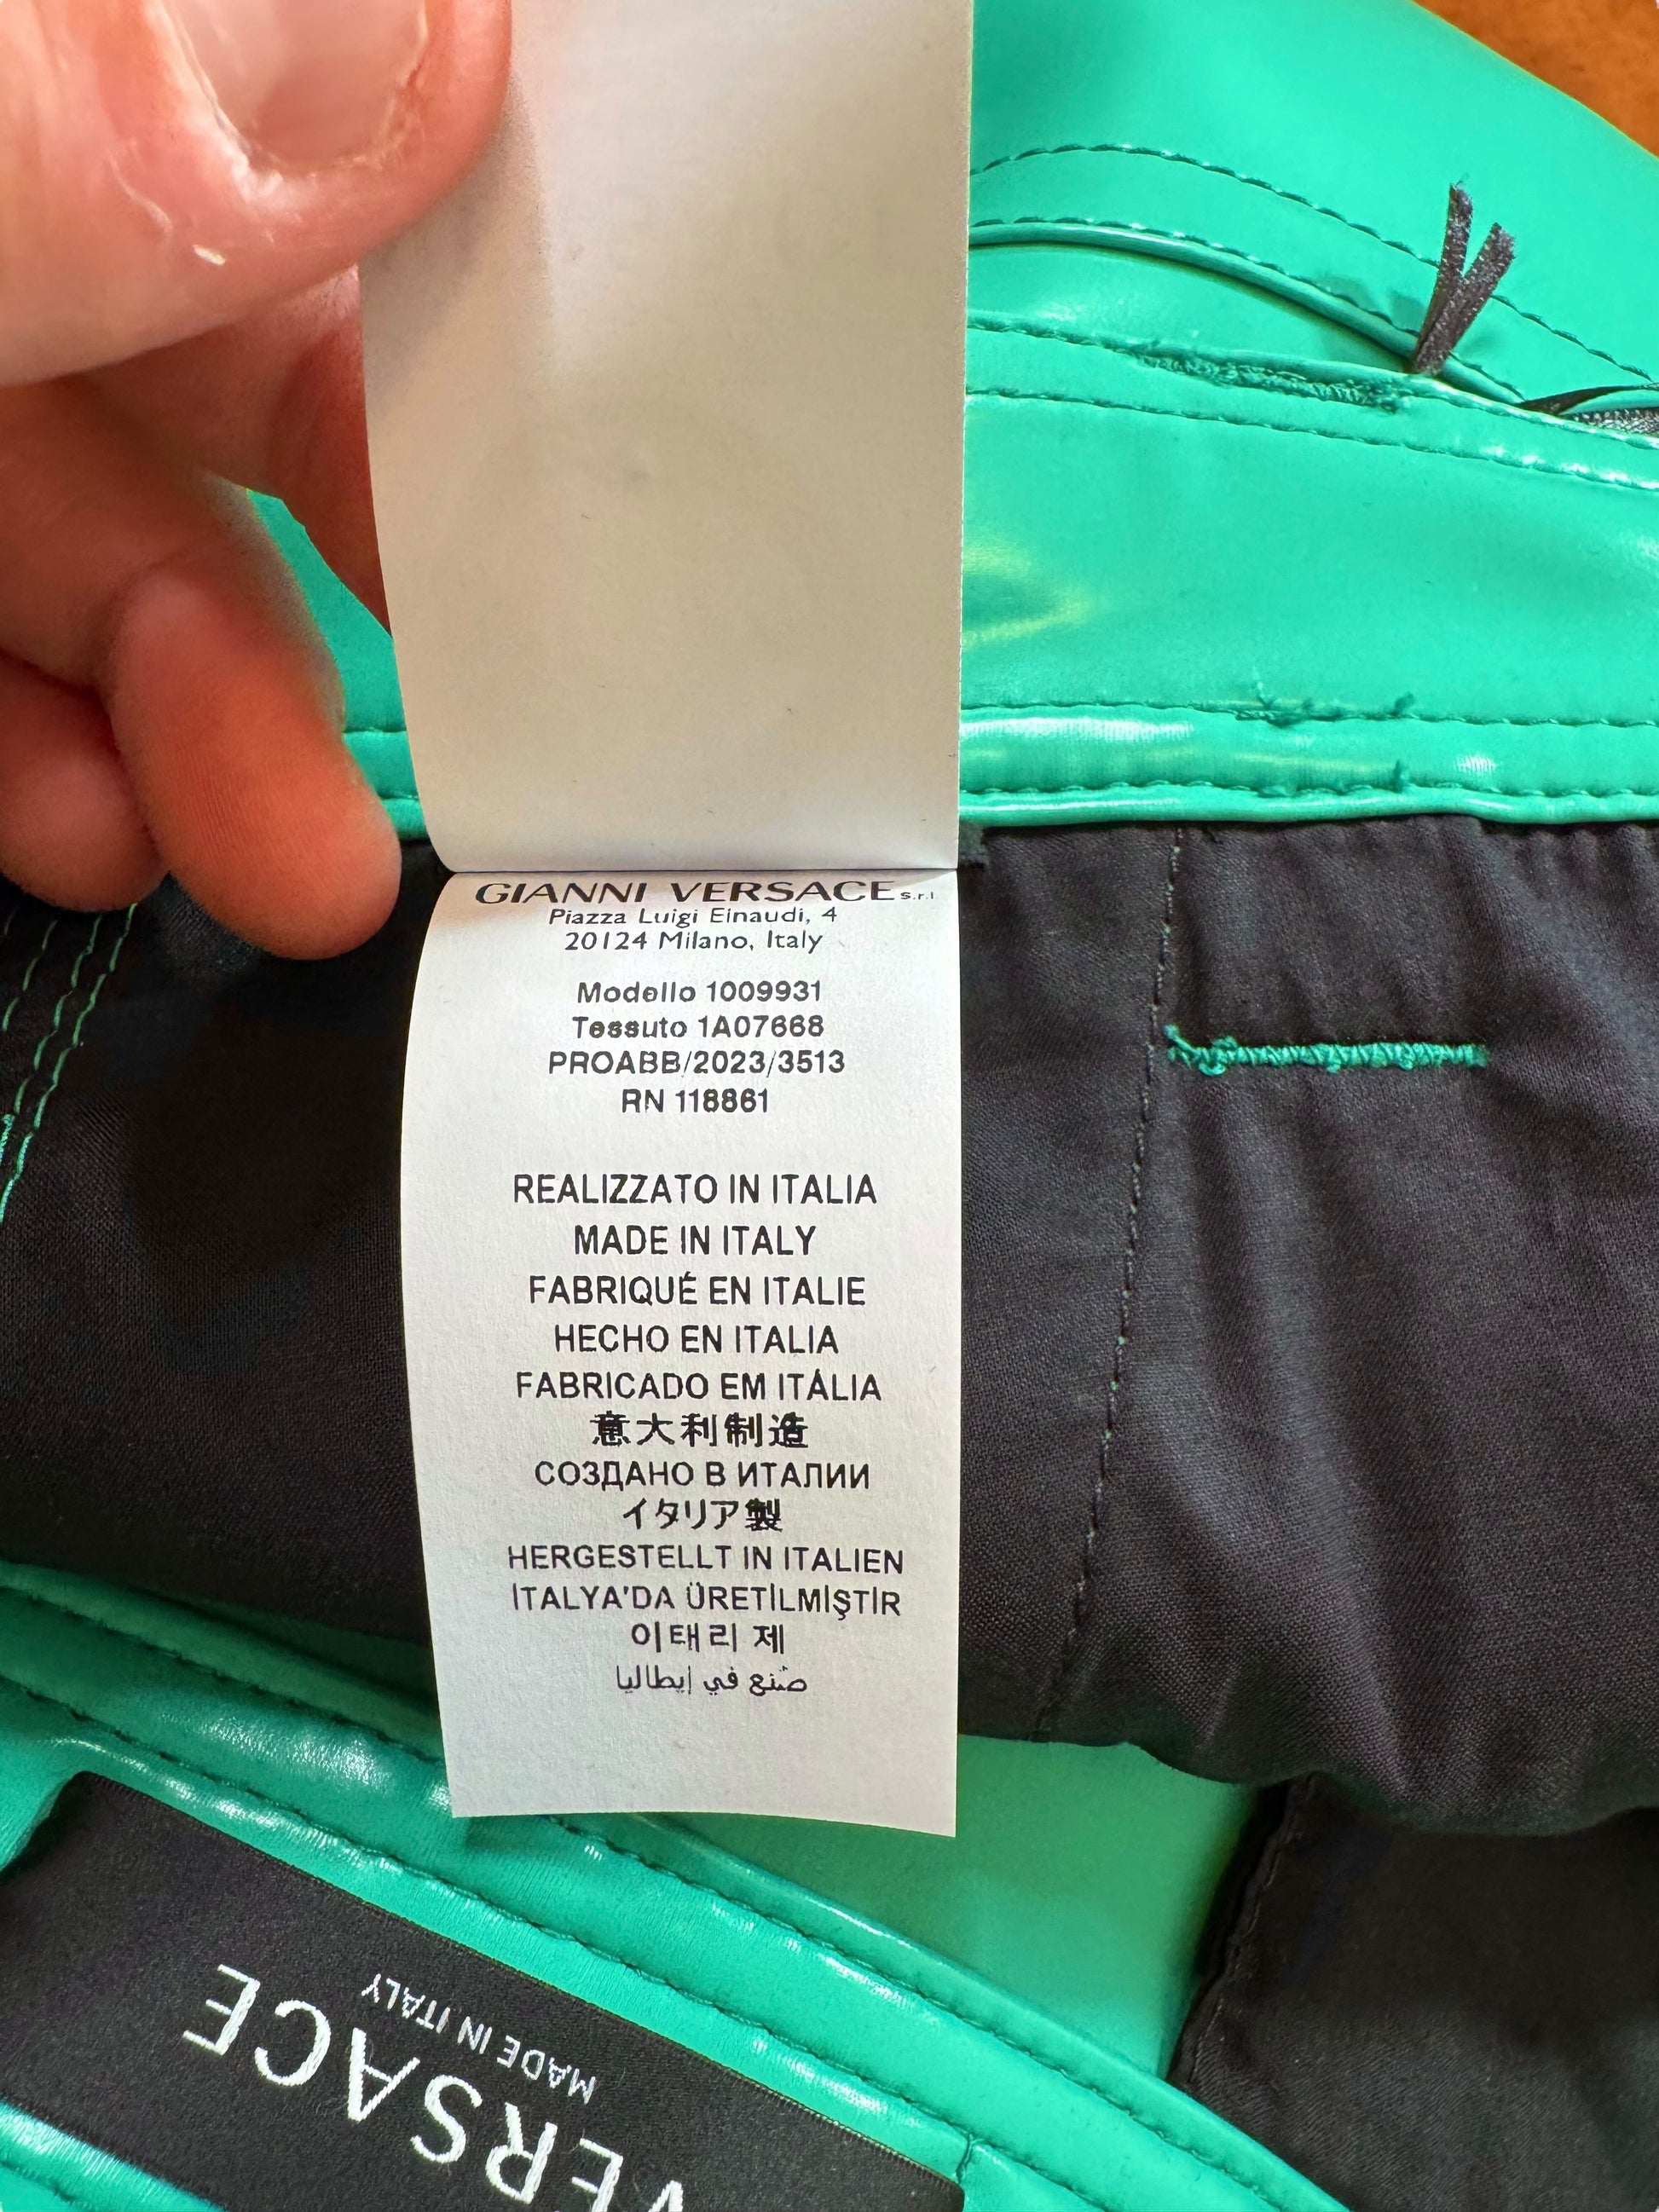 GIANNI VERSACE s.r.l.
Piazza Luigi Einaudi, 4
20124 Milano, Italy
Modello 1009931
Tessuto 1A07668
PROABB/2023/3513
RN 118861
REALIZZATO IN ITALIA
MADE IN ITALY
FABRIQUÉ EN ITALIE
HECHO EN ITALIA
FABRICADO EM ITÁLIA
意大利制造
СОЗДАНО В ИТАЛИИ
イタリア製
HERGESTELLT IN ITALIEN
İTALYA'DA ÜRETİLMİŞTİR
이태리 제
صُنع في إيطاليا
VERSACE
MADE IN ITALY